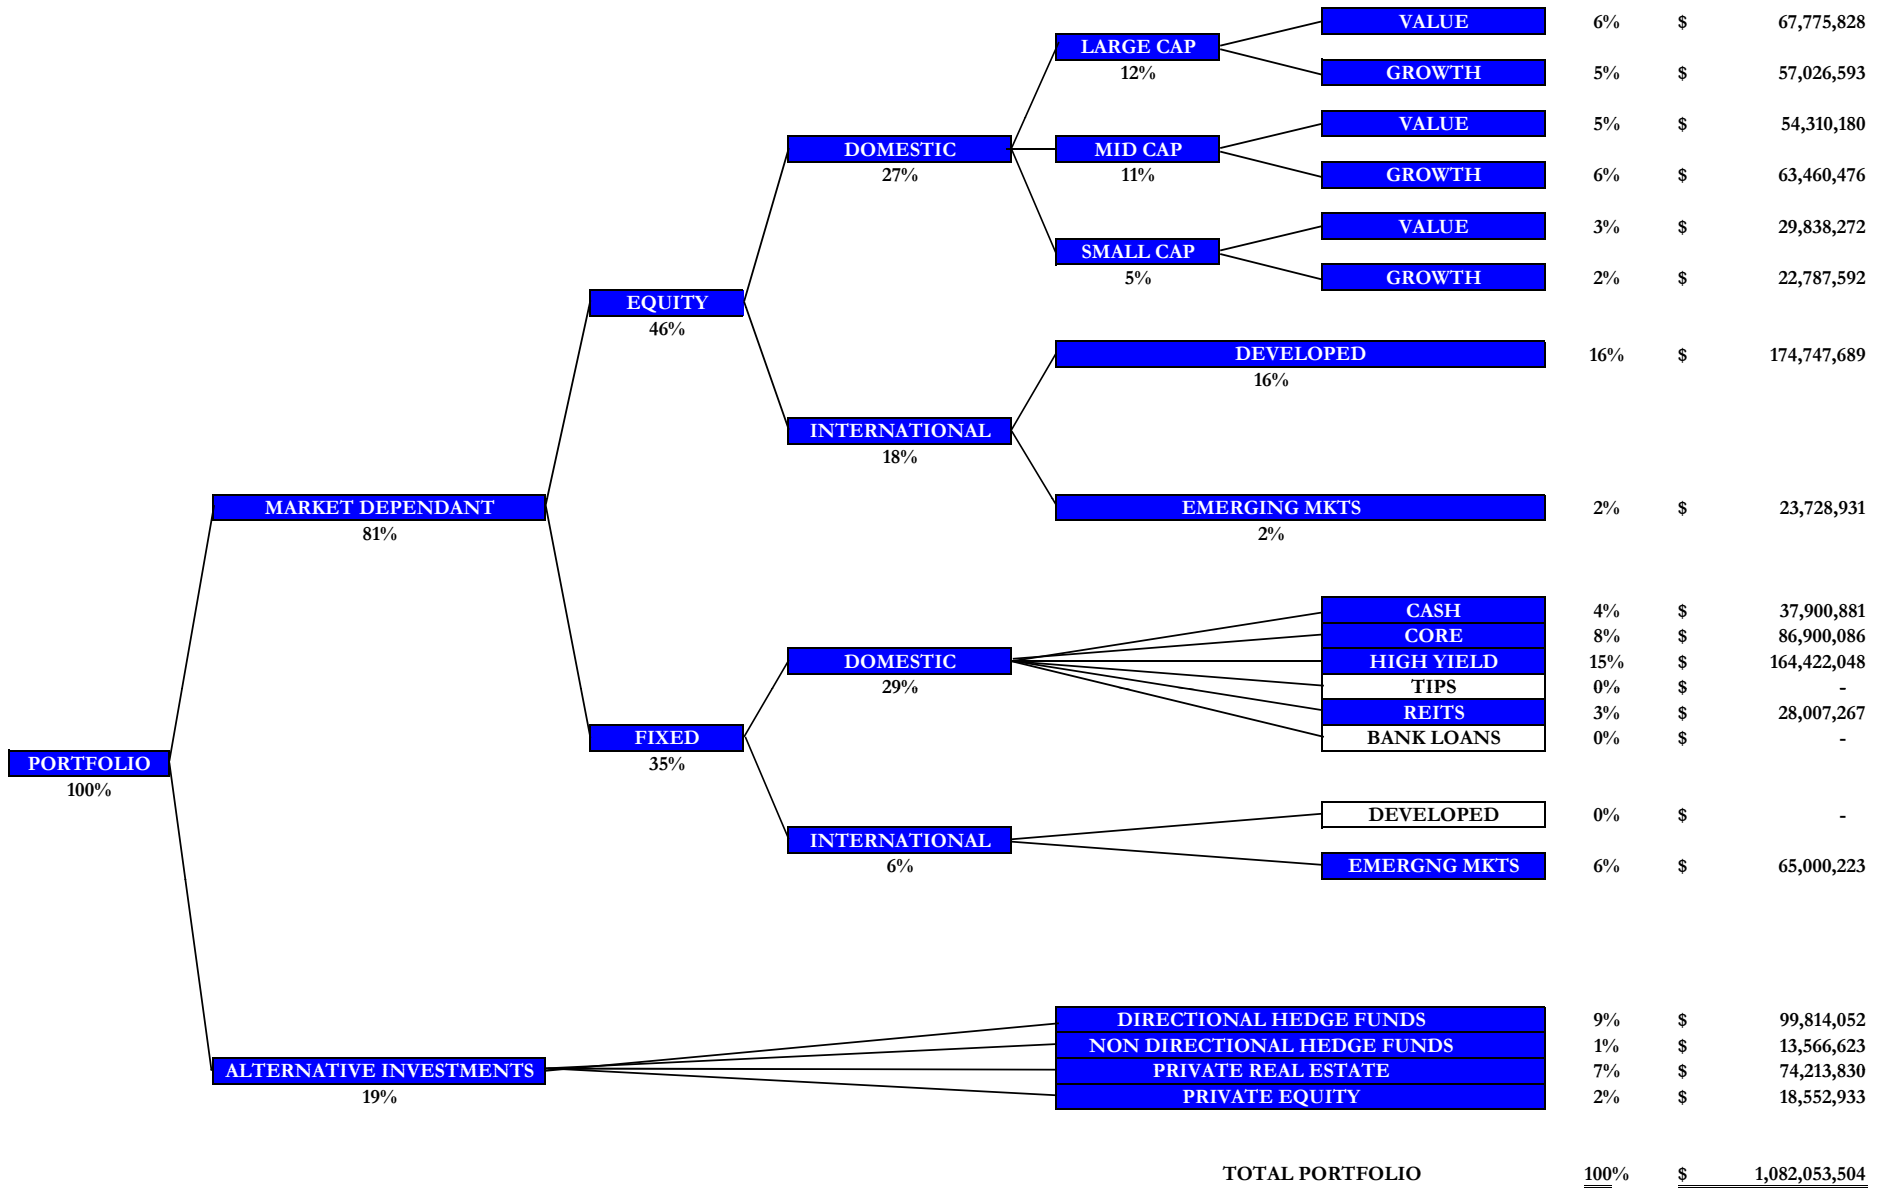 VALUE 6% $ 67,775,828
LARGE CAP
12%
GROWTH 5% $ 57,026,593
VALUE 5% $ 54,310,180
DOMESTIC MID CAP
27% 11%
GROWTH 6% $ 63,460,476
VALUE 3% $ 29,838,272
SMALL CAP
5%
GROWTH 2% $ 22,787,592
EQUITY
46%
DEVELOPED 16% $ 174,747,689
16%
INTERNATIONAL
18%
MARKET DEPENDANT EMERGING MKTS 2% $ 23,728,931
81% 2%
CASH 4% $ 37,900,881
CORE 8% $ 86,900,086
DOMESTIC HIGH YIELD 15% $ 164,422,048
29% TIPS 0% $ -
REITS 3% $ 28,007,267
FIXED BANK LOANS 0% $ -
35%
PORTFOLIO
100%
DEVELOPED 0% $ -
INTERNATIONAL
6% EMERGNG MKTS 6% $ 65,000,223
DIRECTIONAL HEDGE FUNDS 9% $ 99,814,052
NON DIRECTIONAL HEDGE FUNDS 1% $ 13,566,623
ALTERNATIVE INVESTMENTS PRIVATE REAL ESTATE 7% $ 74,213,830
19% PRIVATE EQUITY 2% $ 18,552,933
TOTAL PORTFOLIO 100% $ 1,082,053,504